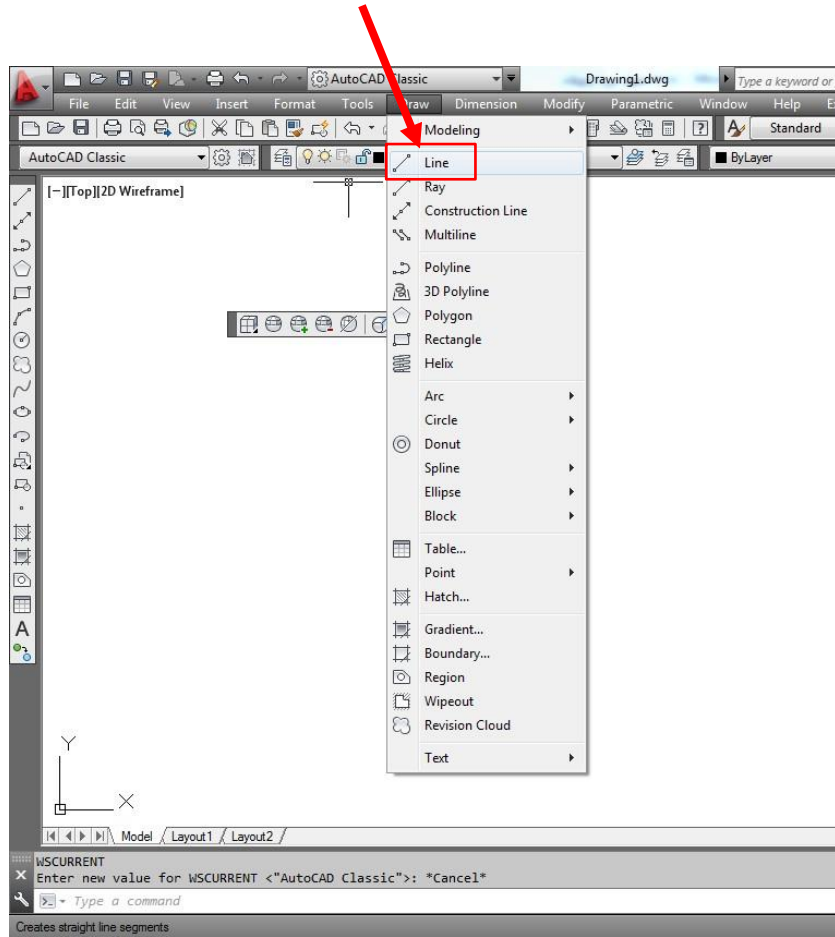 AutoCAD Classic Drawing1.dwg Type a keyword or
File Edit View Insert Format Tools Draw Dimension Modify Parametric Window Help
Standard
AutoCAD Classic ByLayer
[−][Top][2D Wireframe]
Modeling
Line
Ray
Construction Line
Multiline
Polyline
3D Polyline
Polygon
Rectangle
Helix
Arc
Circle
Donut
Spline
Ellipse
Block
Table...
Point
Hatch...
Gradient...
Boundary...
Region
Wipeout
Revision Cloud
Text
A
Y
X
Model Layout1 Layout2
WSCURRENT
Enter new value for WSCURRENT <"AutoCAD Classic">: *Cancel*
Type a command
Creates straight line segments